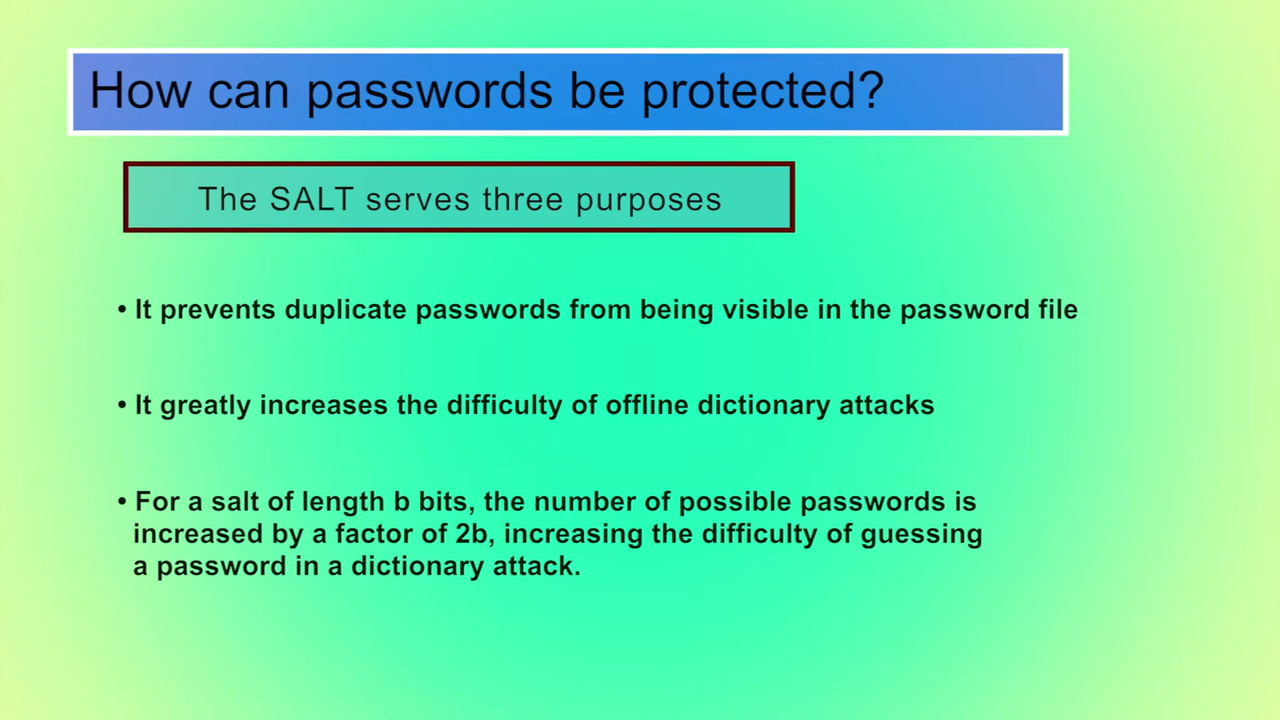 How can passwords be protected?
The SALT serves three purposes
• It prevents duplicate passwords from being visible in the password file
• It greatly increases the difficulty of offline dictionary attacks
• For a salt of length b bits, the number of possible passwords is
increased by a factor of 2b, increasing the difficulty of guessing
a password in a dictionary attack.